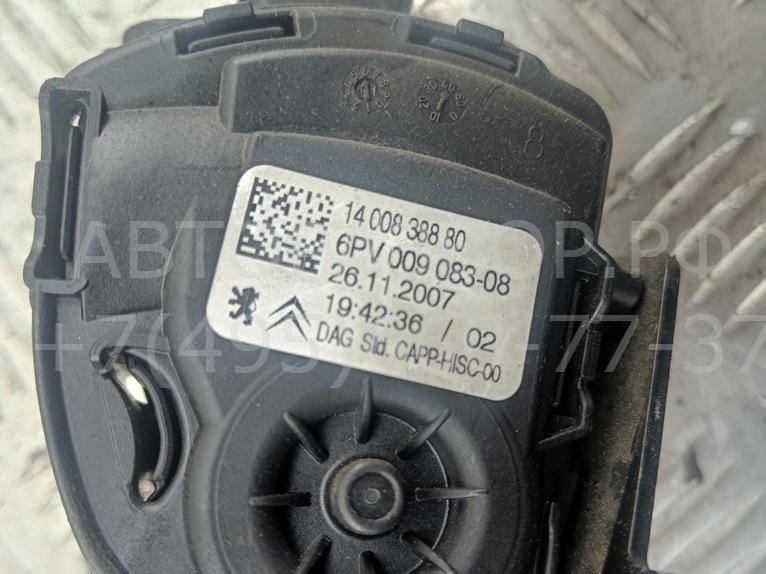 8
14 008 388 80
6PV 009 083-08
26.11.2007
19:42:36 / 02
DAG Std. CAPP-HISC-00